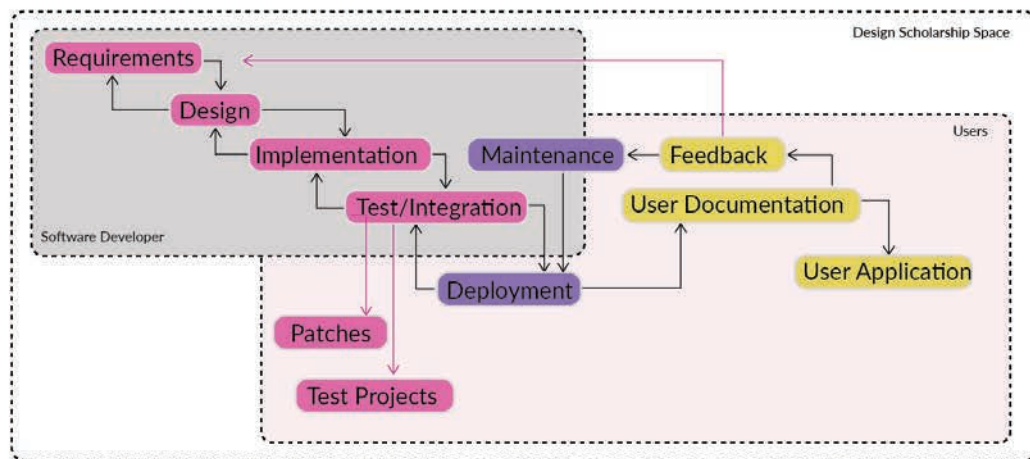 Design Scholarship Space
Requirements
Design
Users
Implementation
Maintenance
Feedback
Test/Integration
User Documentation
Software Developer
User Application
Deployment
Patches
Test Projects